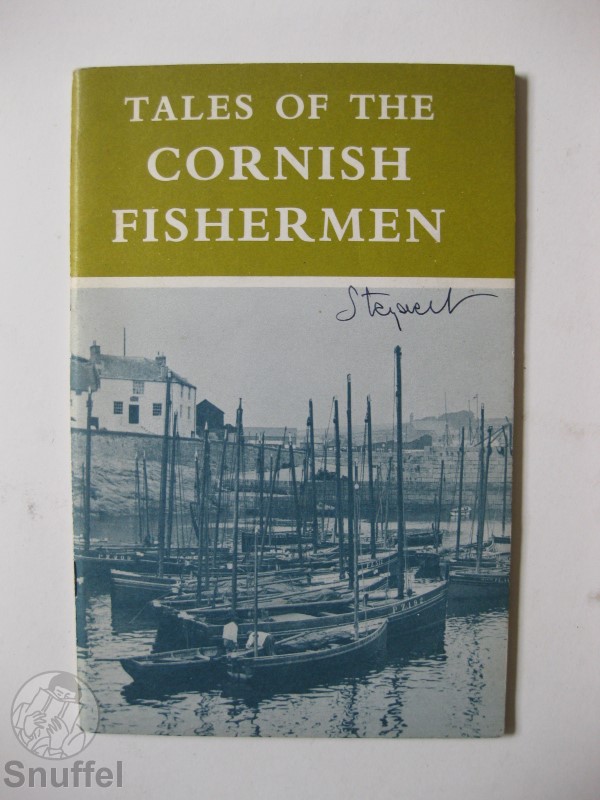 TALES OF THE
CORNISH
FISHERMEN
Snuffel